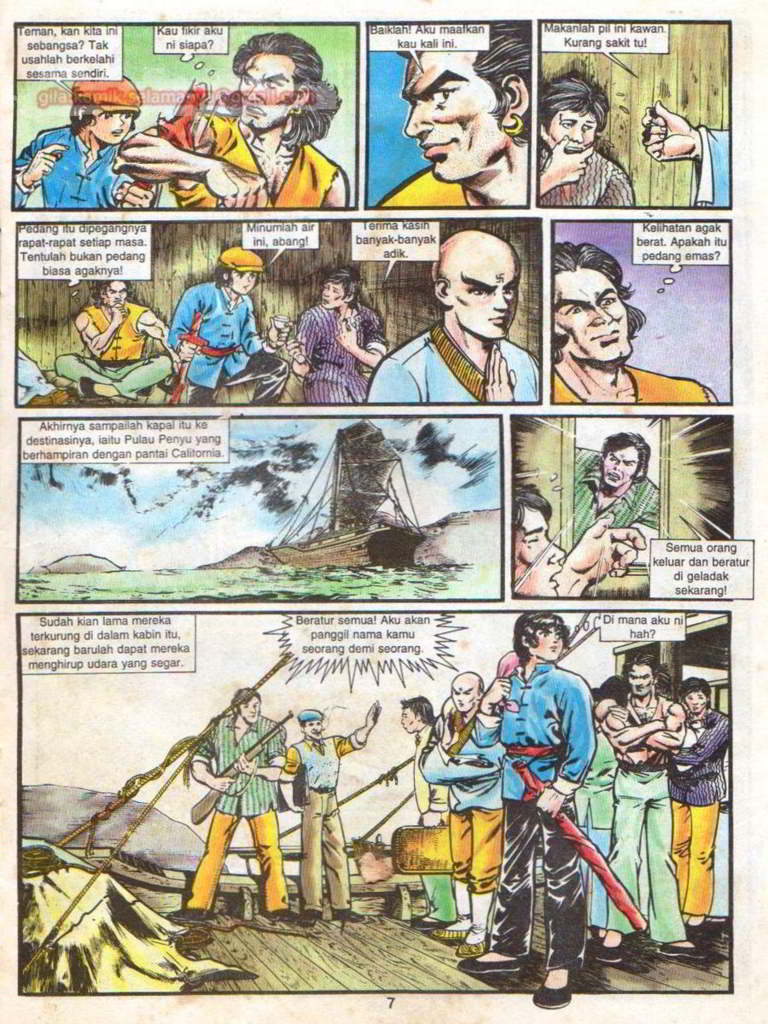 Teman, kan kita ini
sebangsa? Tak
usahlah berkelahi
sesama sendiri.
Kau fikir aku
ni siapa?
Baiklah! Aku maafkan
kau kali ini.
Makanlah pil ini kawan.
Kurang sakit tu!
Pedang itu dipegangnya
rapat-rapat setiap masa.
Tentulah bukan pedang
biasa agaknya!
Minumlah air
ini, abang!
Terima kasih
banyak-banyak
adik.
Kelihatan agak
berat. Apakah itu
pedang emas?
Akhirnya sampailah kapal itu ke
destinasinya, iaitu Pulau Penyu yang
berhampiran dengan pantai California.
Semua orang
keluar dan beratur
di geladak
sekarang!
Sudah kian lama mereka
terkurung di dalam kabin itu,
sekarang barulah dapat mereka
menghirup udara yang segar.
Beratur semua! Aku akan
panggil nama kamu
seorang demi seorang.
Di mana aku ni
hah?
7